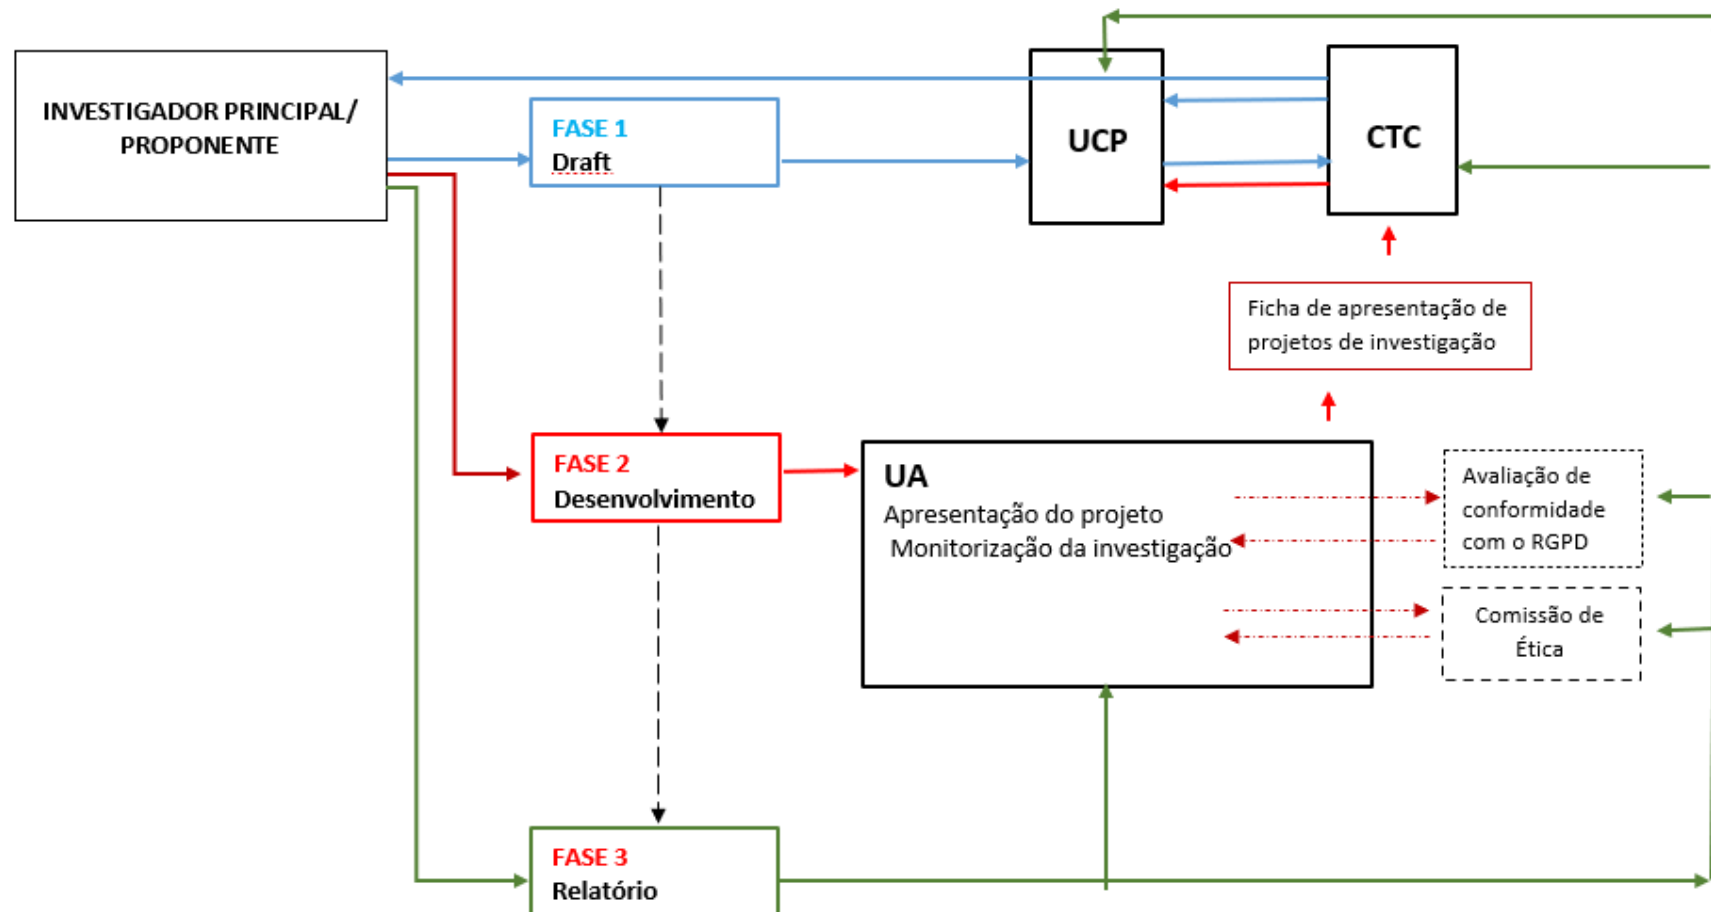 INVESTIGADOR PRINCIPAL/
PROPONENTE
FASE 1
Draft
UCP
CTC
Ficha de apresentação de
projetos de investigação
FASE 2
Desenvolvimento
UA
Apresentação do projeto
Monitorização da investigação
Avaliação de
conformidade
com o RGPD
Comissão de
Ética
FASE 3
Relatório